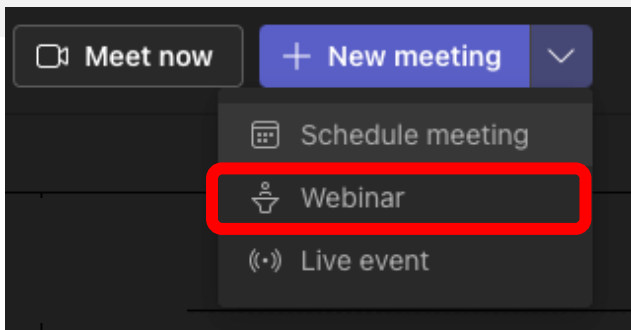 Meet now
New meeting
Schedule meeting
Webinar
Live event